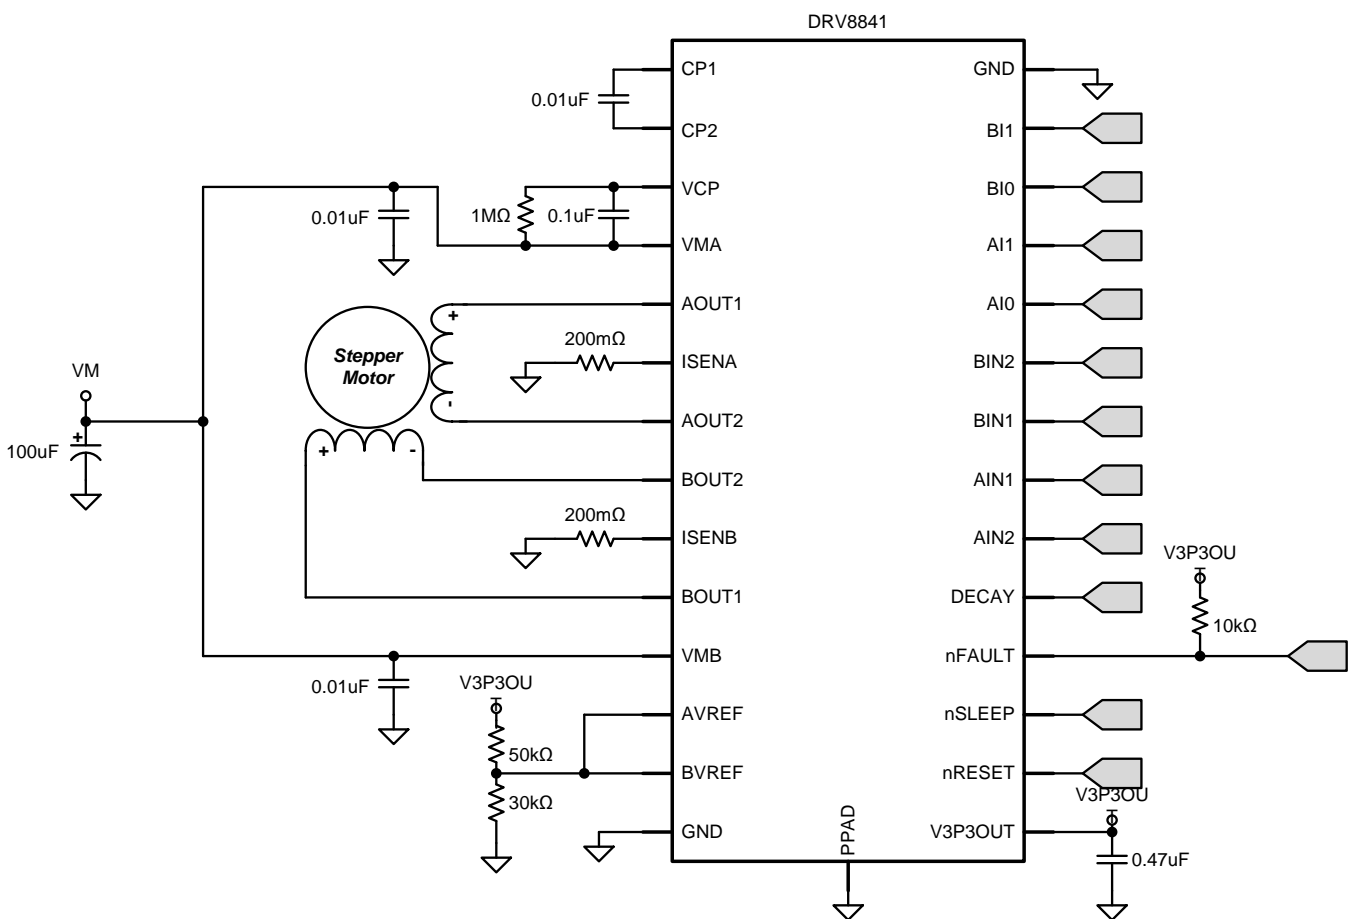 DRV8841
CP1
GND
0.01uF
CP2
BI1
VCP
BI0
0.01uF
1MΩ
0.1uF
VMA
AI1
AOUT1
AI0
+
200mΩ
Stepper
Motor
ISENA
BIN2
VM
-
AOUT2
BIN1
+
100uF
+
-
BOUT2
AIN1
200mΩ
ISENB
AIN2
V3P3OU
BOUT1
DECAY
10kΩ
VMB
nFAULT
0.01uF
V3P3OU
AVREF
nSLEEP
50kΩ
BVREF
nRESET
V3P3OU
30kΩ
GND
V3P3OUT
PPAD
0.47uF